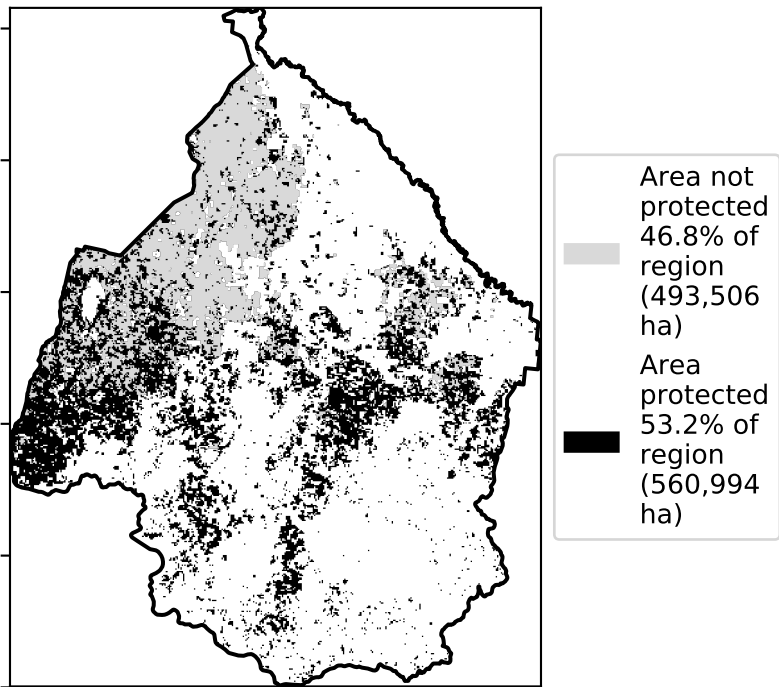 Area not
protected
46.8% of
region
(493,506
ha)
Area
protected
53.2% of
region
(560,994
ha)